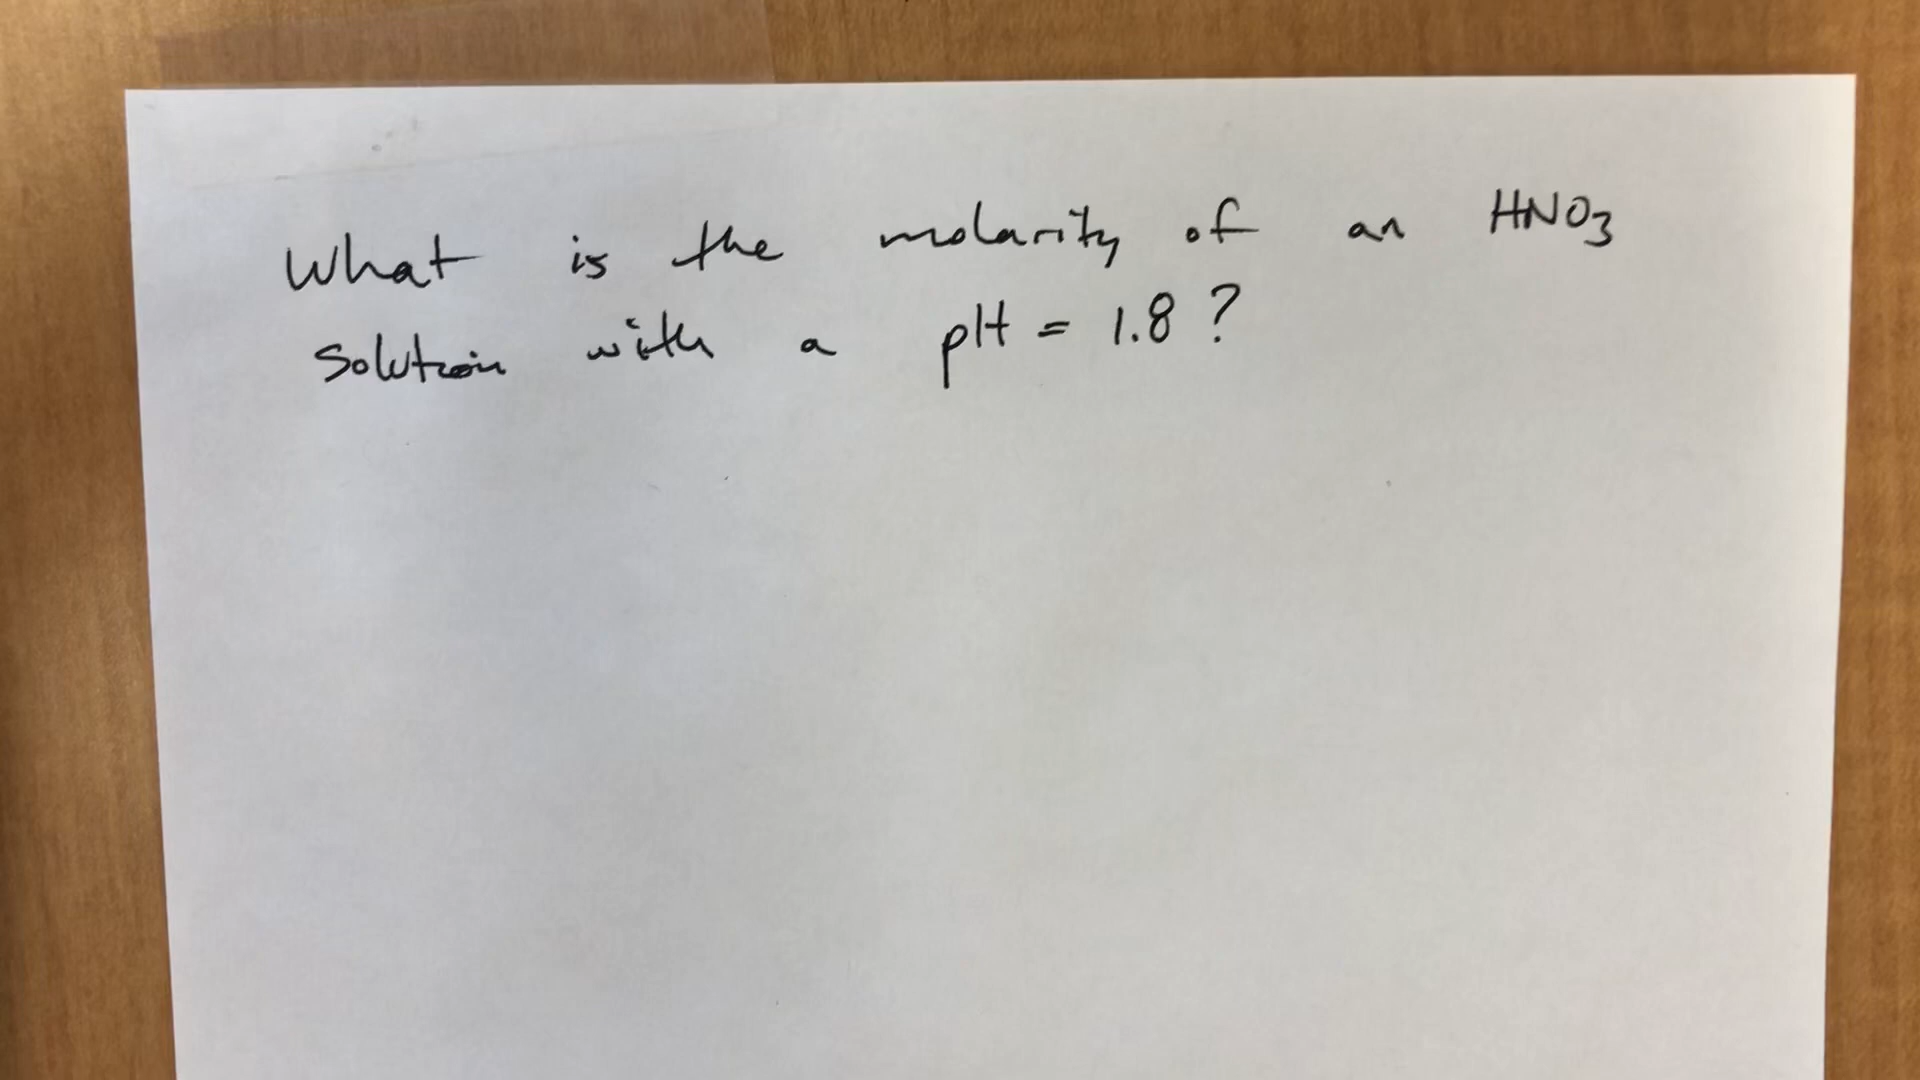 What is the molarity of an HNO3
solution with a pH = 1.8 ?